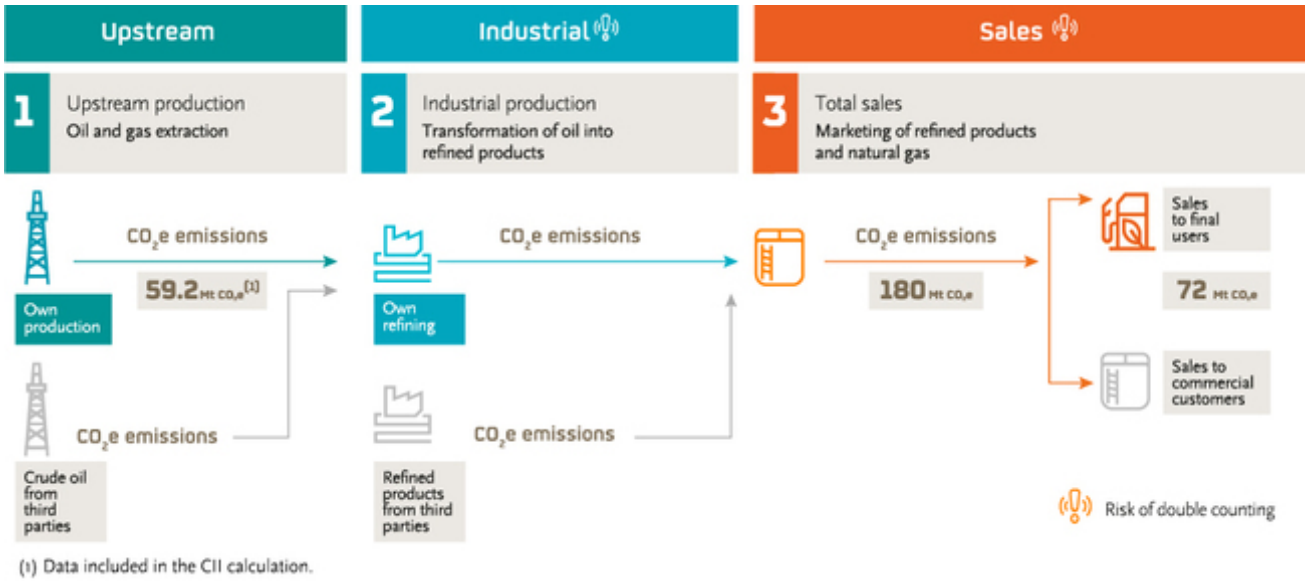 Upstream
Industrial
Sales
1
Upstream production
Oil and gas extraction
2
Industrial production
Transformation of oil into
refined products
3
Total sales
Marketing of refined products
and natural gas
CO₂e emissions
59.2 Mt CO₂e(1)
Own
production
CO₂e emissions
Crude oil
from
third
parties
CO₂e emissions
Own
refining
CO₂e emissions
Refined
products
from third
parties
CO₂e emissions
180 Mt CO₂e
Sales
to final
users
72 Mt CO₂e
Sales to
commercial
customers
Risk of double counting
(1) Data included in the CII calculation.